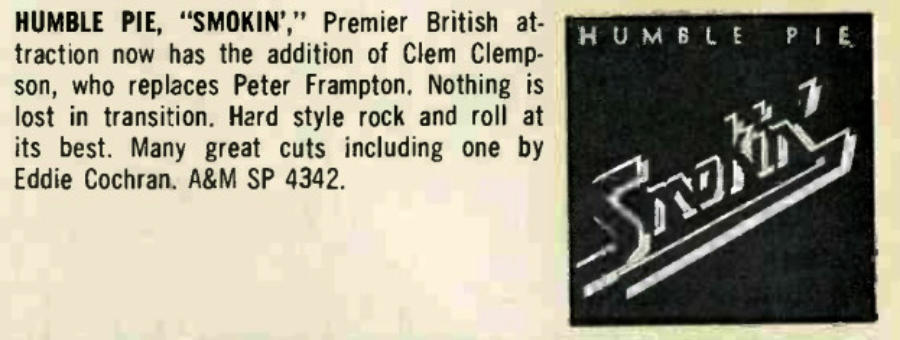 HUMBLE PIE, “SMOKIN’,” Premier British at-
traction now has the addition of Clem Clemp-
son, who replaces Peter Frampton. Nothing is
lost in transition. Hard style rock and roll at
its best. Many great cuts including one by
Eddie Cochran. A&M SP 4342.
HUMBLE PIE
Smokin'